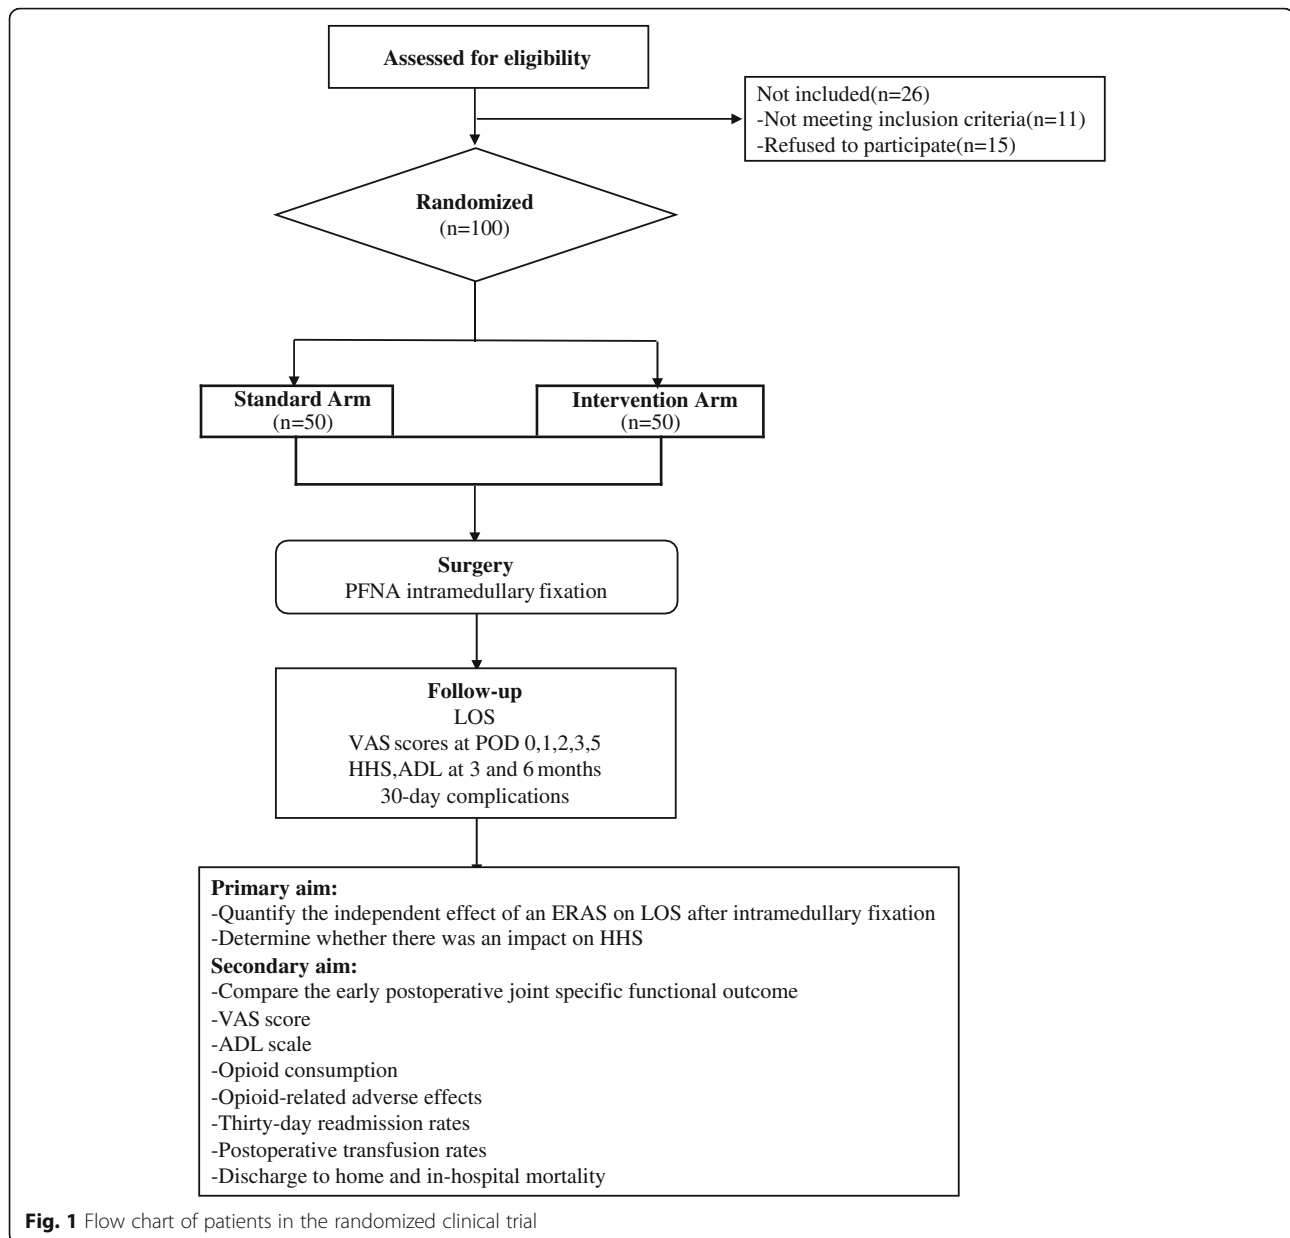 Assessed for eligibility
Not included(n=26)
-Not meeting inclusion criteria(n=11)
-Refused to participate(n=15)
Randomized
(n=100)
Standard Arm
(n=50)
Intervention Arm
(n=50)
Surgery
PFNA intramedullary fixation
Follow-up
LOS
VAS scores at POD 0,1,2,3,5
HHS,ADL at 3 and 6 months
30-day complications
Primary aim:
-Quantify the independent effect of an ERAS on LOS after intramedullary fixation
-Determine whether there was an impact on HHS
Secondary aim:
-Compare the early postoperative joint specific functional outcome
-VAS score
-ADL scale
-Opioid consumption
-Opioid-related adverse effects
-Thirty-day readmission rates
-Postoperative transfusion rates
-Discharge to home and in-hospital mortality
Fig. 1 Flow chart of patients in the randomized clinical trial